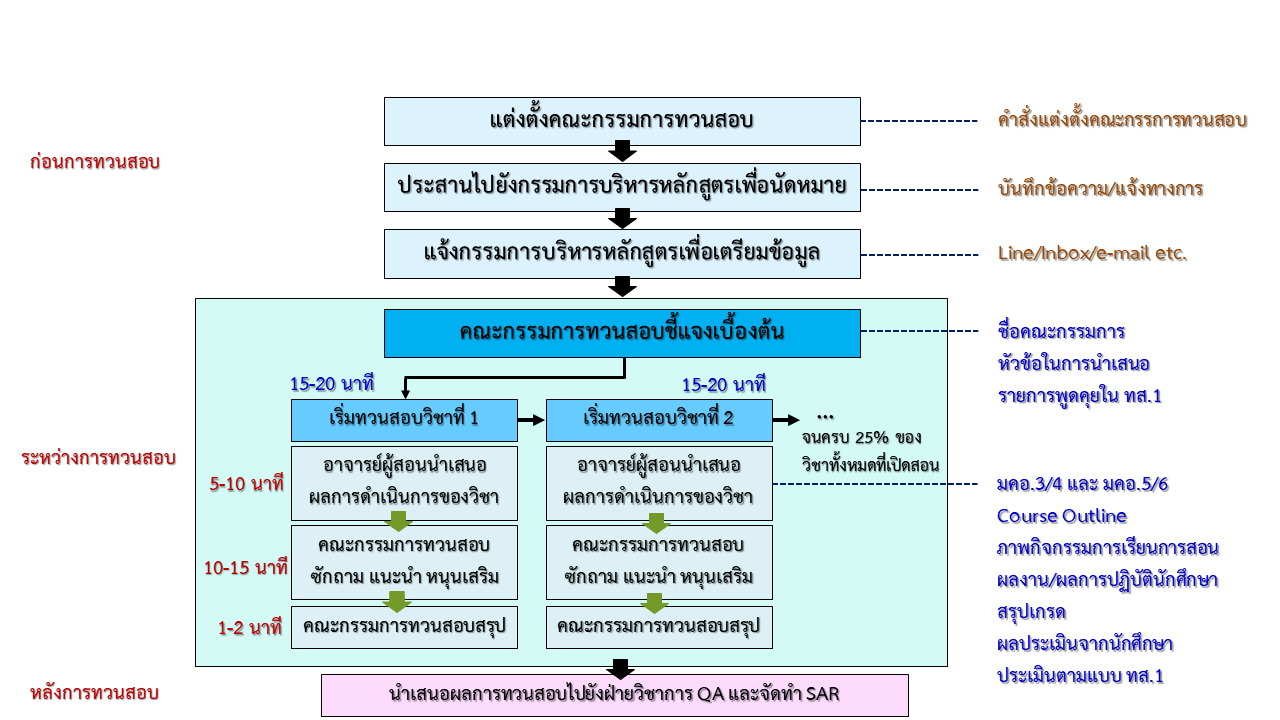 แต่งตั้งคณะกรรมการทวนสอบ
คำสั่งแต่งตั้งคณะกรรการทวนสอบ
ก่อนการทวนสอบ
ประสานไปยังกรรมการบริหารหลักสูตรเพื่อนัดหมาย
บันทึกข้อความ/แจ้งทางการ
แจ้งกรรมการบริหารหลักสูตรเพื่อเตรียมข้อมูล
Line/Inbox/e-mail etc.
คณะกรรมการทวนสอบชี้แจงเบื้องต้น
ชื่อคณะกรรมการ
หัวข้อในการนำเสนอ
รายการพูดคุยใน ทส.1
15-20 นาที
15-20 นาที
เริ่มทวนสอบวิชาที่ 1
เริ่มทวนสอบวิชาที่ 2
...
จนครบ 25% ของ
วิชาทั้งหมดที่เปิดสอน
ระหว่างการทวนสอบ
5-10 นาที
อาจารย์ผู้สอนนำเสนอ
ผลการดำเนินการของวิชา
อาจารย์ผู้สอนนำเสนอ
ผลการดำเนินการของวิชา
มคอ.3/4 และ มคอ.5/6
Course Outline
ภาพกิจกรรมการเรียนการสอน
ผลงาน/ผลการปฏิบัตินักศึกษา
สรุปเกรด
ผลประเมินจากนักศึกษา
ประเมินตามแบบ ทส.1
10-15 นาที
คณะกรรมการทวนสอบ
ซักถาม แนะนำ หนุนเสริม
คณะกรรมการทวนสอบ
ซักถาม แนะนำ หนุนเสริม
1-2 นาที
คณะกรรมการทวนสอบสรุป
คณะกรรมการทวนสอบสรุป
หลังการทวนสอบ
นำเสนอผลการทวนสอบไปยังฝ่ายวิชาการ QA และจัดทำ SAR